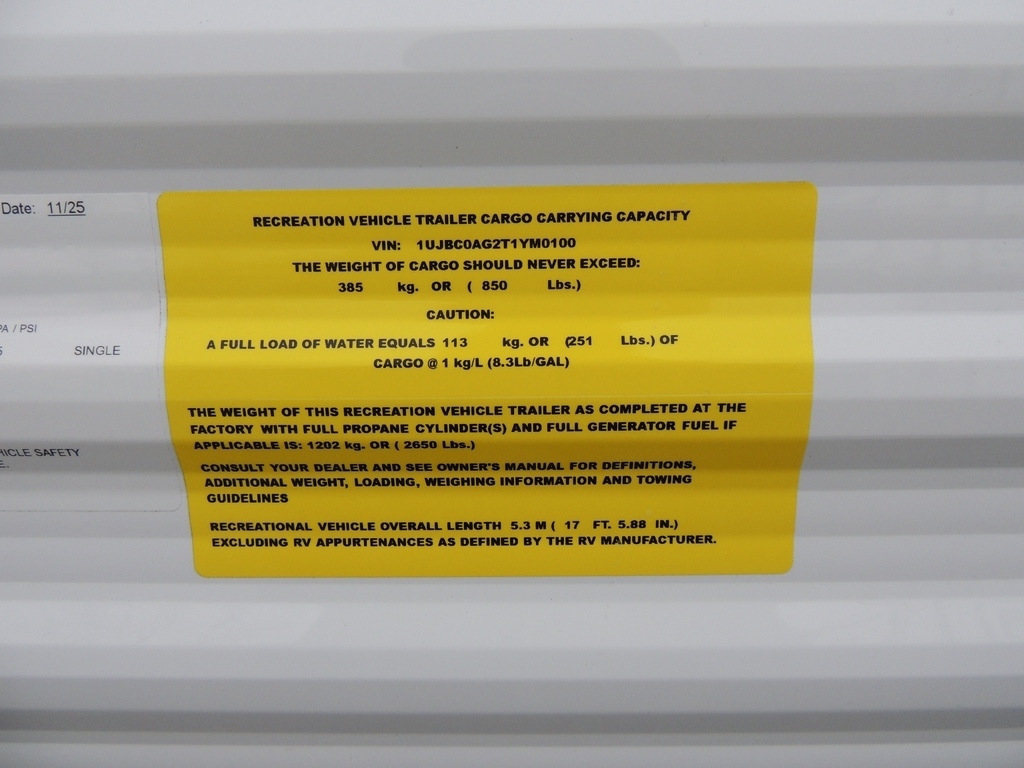 Date: 11/25
PA / PSI
SINGLE
VEHICLE SAFETY
RECREATION VEHICLE TRAILER CARGO CARRYING CAPACITY
VIN: 1UJBC0AG2T1YM0100
THE WEIGHT OF CARGO SHOULD NEVER EXCEED:
385 kg. OR ( 850 Lbs.)
CAUTION:
A FULL LOAD OF WATER EQUALS 113 kg. OR (251 Lbs.) OF
CARGO @ 1 kg/L (8.3Lb/GAL)
THE WEIGHT OF THIS RECREATION VEHICLE TRAILER AS COMPLETED AT THE
FACTORY WITH FULL PROPANE CYLINDER(S) AND FULL GENERATOR FUEL IF
APPLICABLE IS: 1202 kg. OR ( 2650 Lbs.)
CONSULT YOUR DEALER AND SEE OWNER'S MANUAL FOR DEFINITIONS,
ADDITIONAL WEIGHT, LOADING, WEIGHING INFORMATION AND TOWING
GUIDELINES
RECREATIONAL VEHICLE OVERALL LENGTH 5.3 M ( 17 FT. 5.88 IN.)
EXCLUDING RV APPURTENANCES AS DEFINED BY THE RV MANUFACTURER.